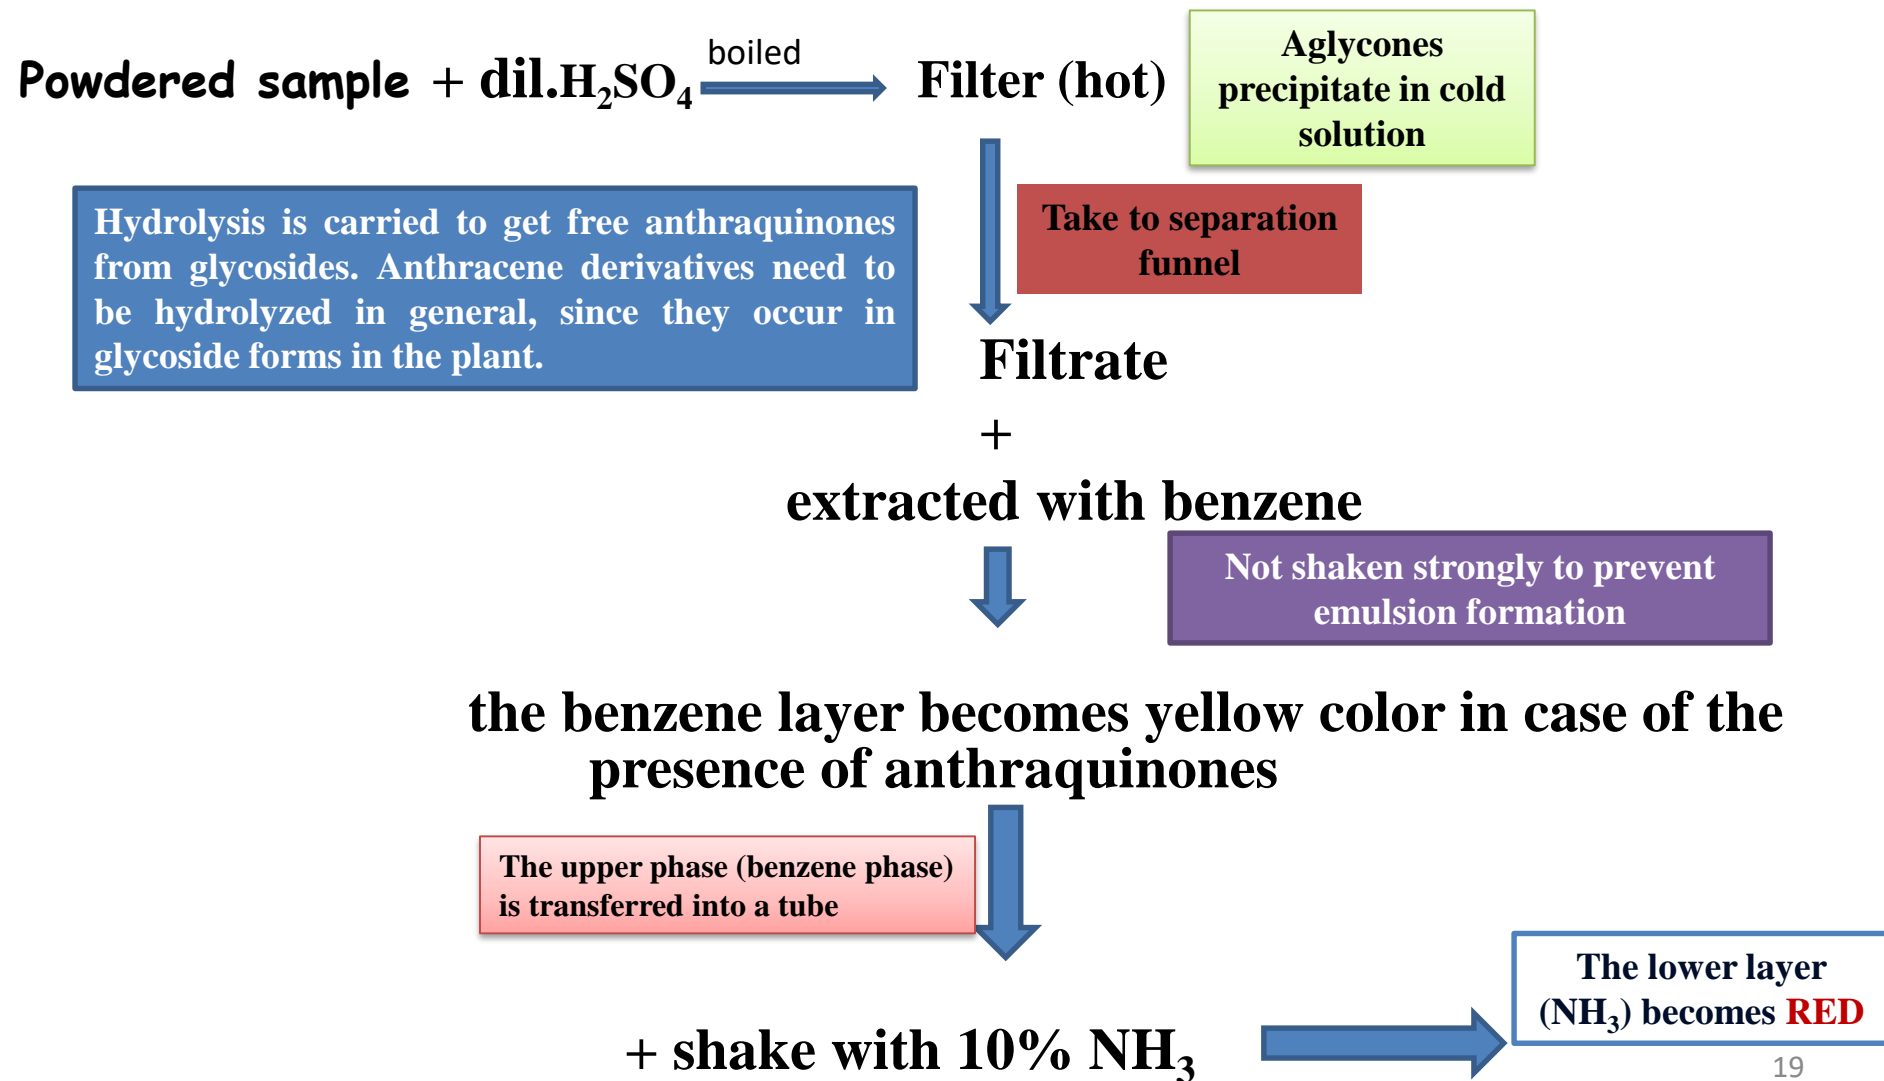 boiled
Powdered sample + dil.H₂SO₄ Filter (hot)
Aglycones
precipitate in cold
solution
Hydrolysis is carried to get free anthraquinones
from glycosides. Anthracene derivatives need to
be hydrolyzed in general, since they occur in
glycoside forms in the plant.
Take to separation
funnel
Filtrate
+
extracted with benzene
Not shaken strongly to prevent
emulsion formation
the benzene layer becomes yellow color in case of the
presence of anthraquinones
The upper phase (benzene phase)
is transferred into a tube
+ shake with 10% NH₃
The lower layer
(NH₃) becomes RED
19